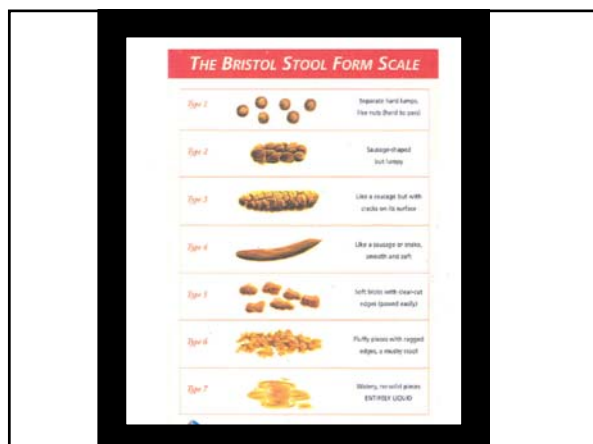 THE BRISTOL STOOL FORM SCALE
Type 1
Separate hard lumps,
like nuts (hard to pass)
Type 2
Sausage-shaped
but lumpy
Type 3
Like a sausage but with
cracks on its surface
Type 4
Like a sausage or snake,
smooth and soft
Type 5
Soft blobs with clear-cut
edges (passed easily)
Type 6
Fluffy pieces with ragged
edges, a mushy stool
Type 7
Watery, no solid pieces
ENTIRELY LIQUID